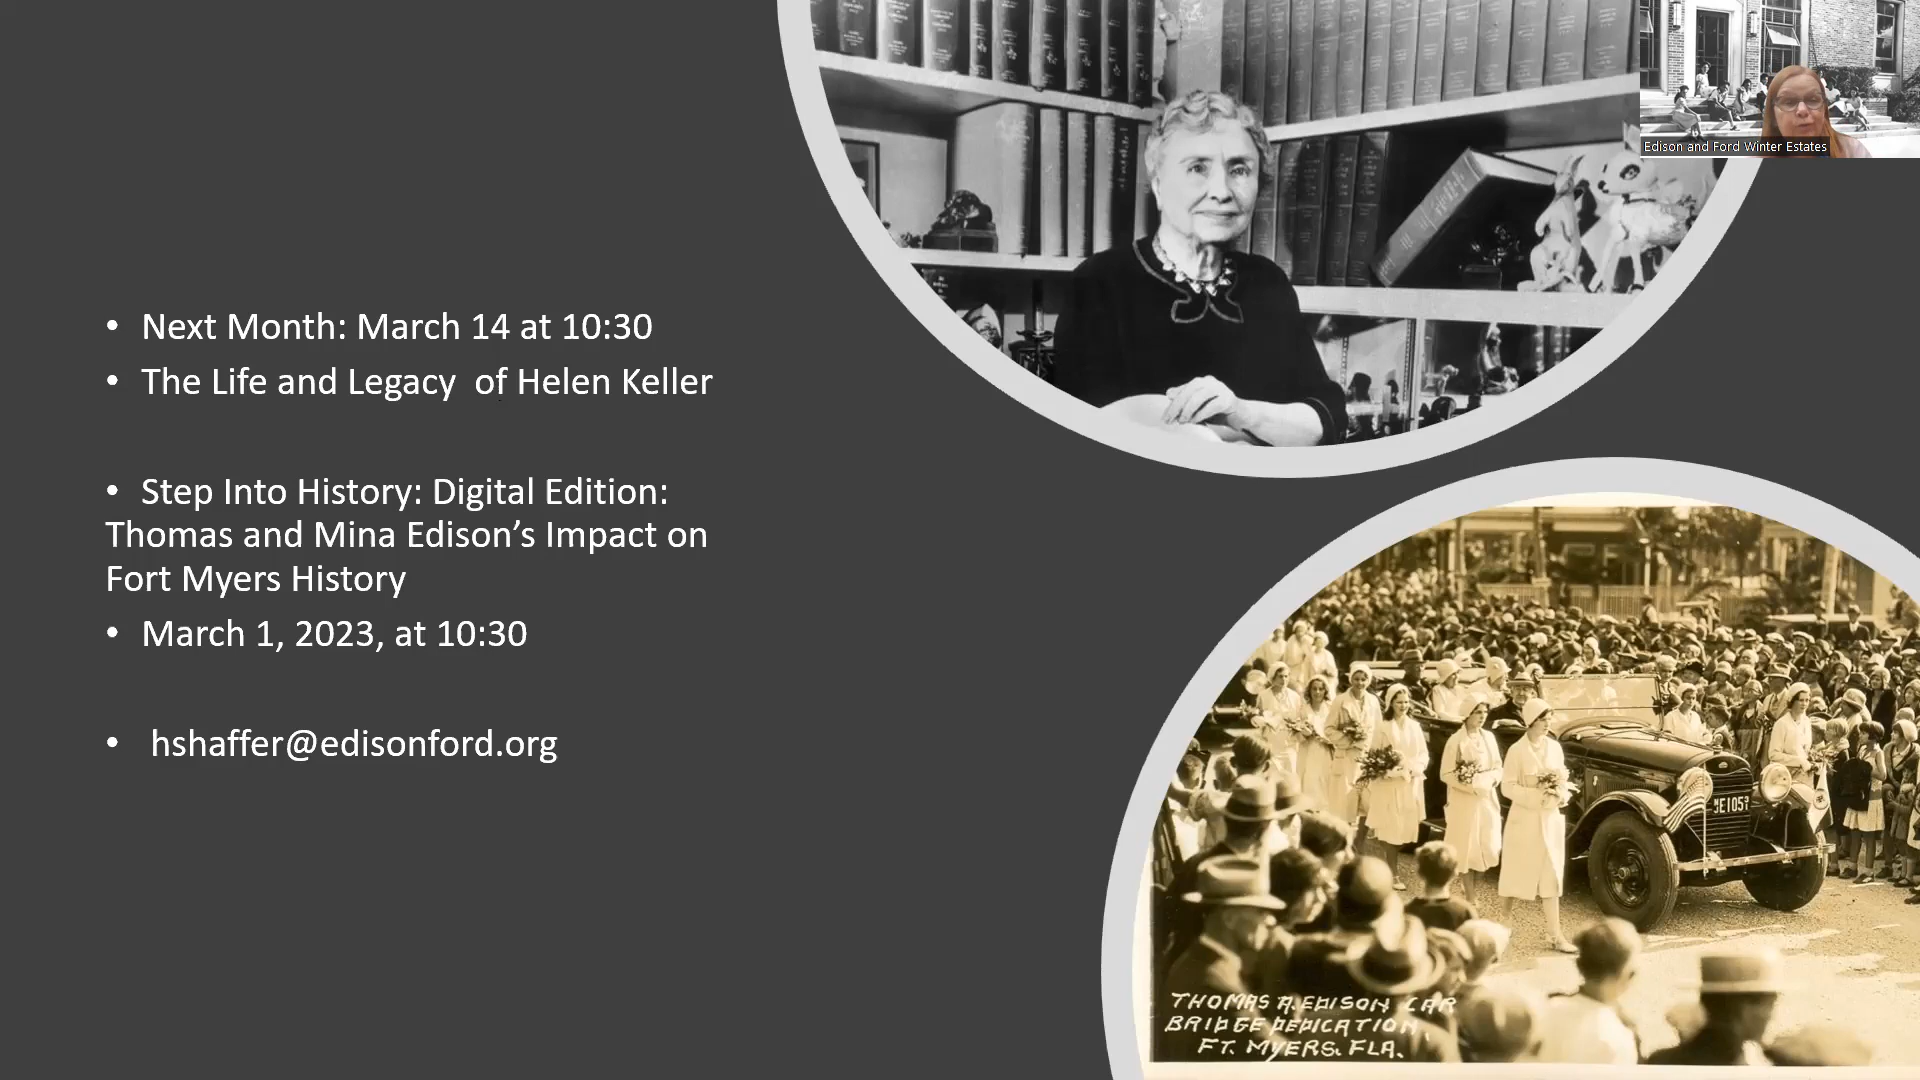 • Next Month: March 14 at 10:30
• The Life and Legacy  of Helen Keller
• Step Into History: Digital Edition:
Thomas and Mina Edison’s Impact on
Fort Myers History
• March 1, 2023, at 10:30
• hshaffer@edisonford.org
Edison and Ford Winter Estates
THOMAS A. EDISON CAR
BRIDGE DEDICATION,
FT. MYERS. FLA.